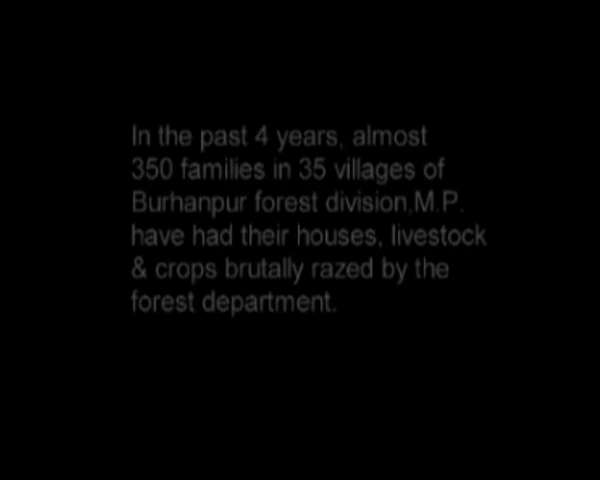 In the past 4 years, almost
350 families in 35 villages of
Burhanpur forest division,M.P.
have had their houses, livestock
& crops brutally razed by the
forest department.